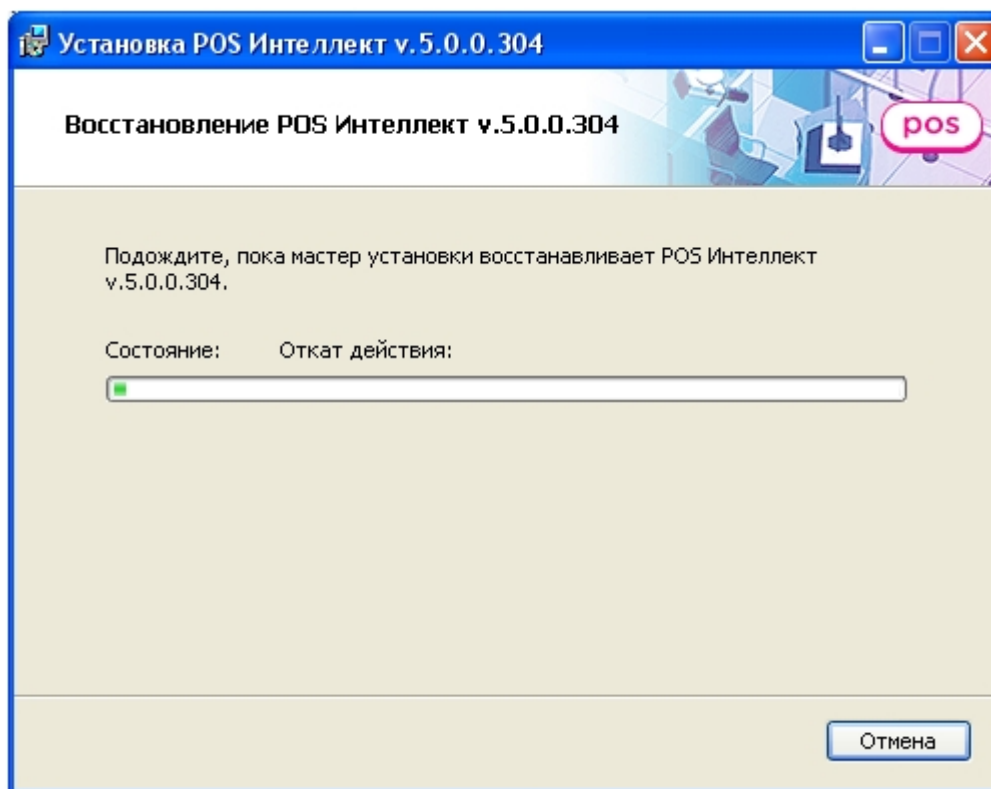 Установка POS Интеллект v.5.0.0.304
Восстановление POS Интеллект v.5.0.0.304
pos
Подождите, пока мастер установки восстанавливает POS Интеллект
v.5.0.0.304.
Состояние: Откат действия:
Отмена